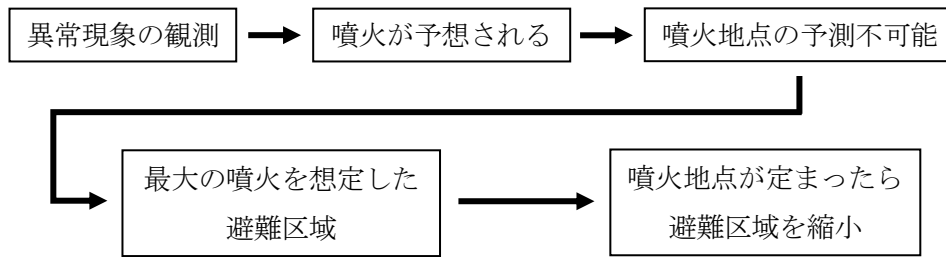 異常現象の観測
噴火が予想される
噴火地点の予測不可能
最大の噴火を想定した
避難区域
噴火地点が定まったら
避難区域を縮小